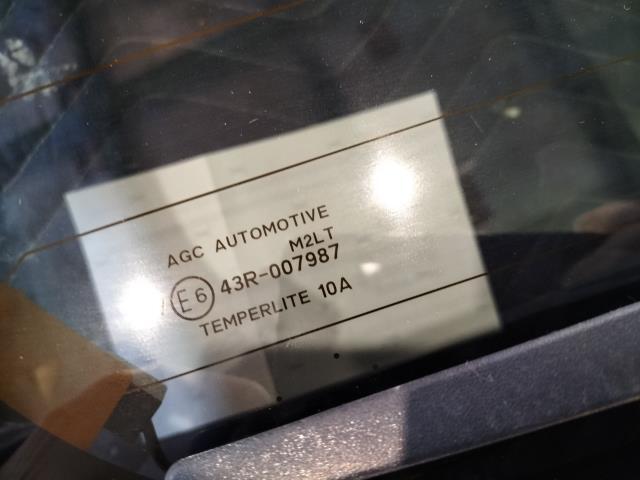 AGC AUTOMOTIVE
M2LT
E6 43R-007987
TEMPERLITE 10A